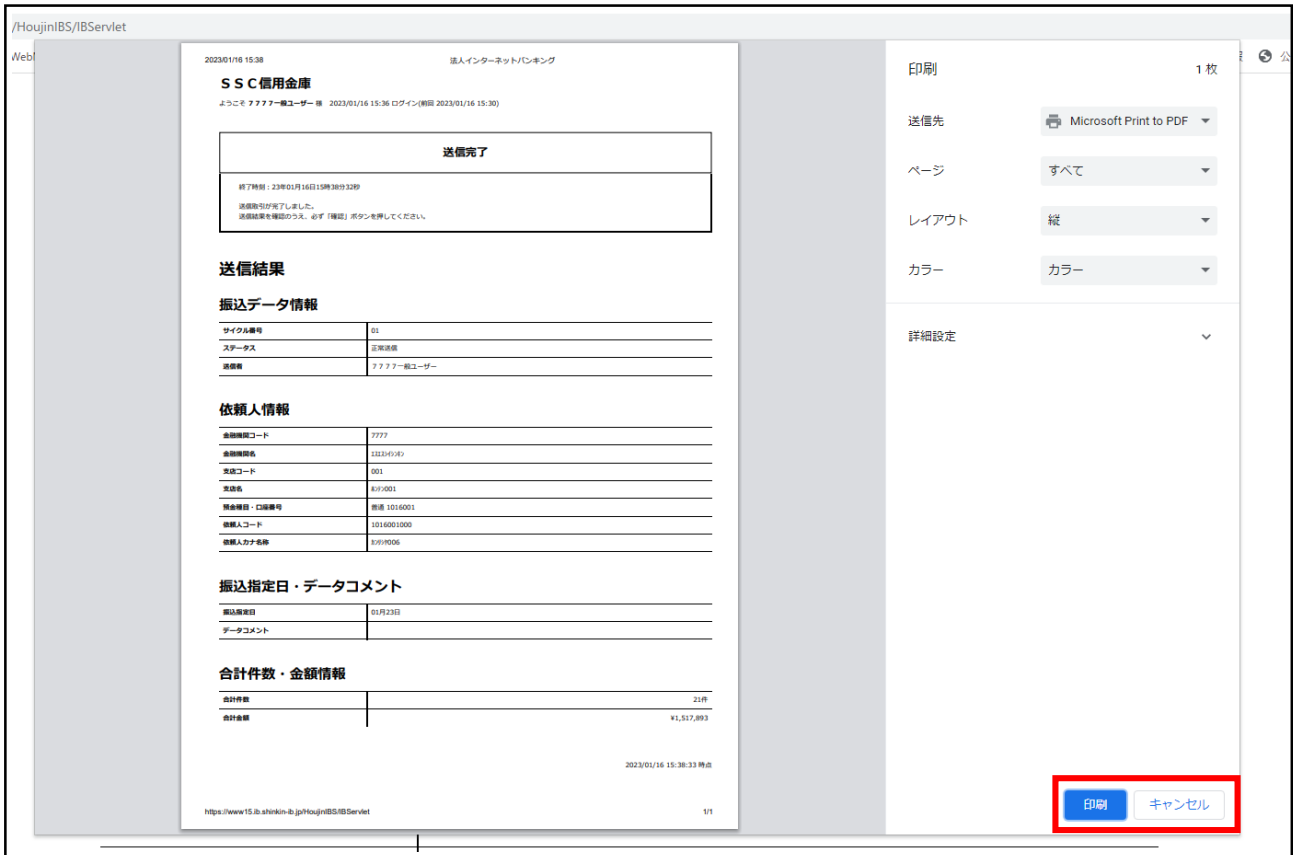 /HoujinIBS/IBServlet
2023/01/16 15:38 法人インターネットバンキング
ＳＳＣ信用金庫
ようこそ ７７７７一般ユーザー 様 2023/01/16 15:36 ログイン(前回 2023/01/16 15:30)
送信完了
終了時刻：23年01月16日15時38分32秒
送信取引が完了しました。
送信結果を確認のうえ、必ず「確認」ボタンを押してください。
送信結果
振込データ情報
サイクル番号 01
ステータス 正常送信
送信者 ７７７７一般ユーザー
依頼人情報
金融機関コード 7777
金融機関名
支店コード 001
支店名 ﾎﾝﾃﾝ001
預金種目・口座番号 普通 1016001
依頼人コード 1016001000
依頼人カナ名称
振込指定日・データコメント
振込指定日 01月23日
データコメント
合計件数・金額情報
合計件数 21件
合計金額 ¥1,517,893
2023/01/16 15:38:33 時点
https://www15.ib.shinkin-ib.jp/HoujinIBS/IBServlet 1/1
印刷 1 枚
送信先 Microsoft Print to PDF
ページ すべて
レイアウト 縦
カラー カラー
詳細設定
印刷 キャンセル